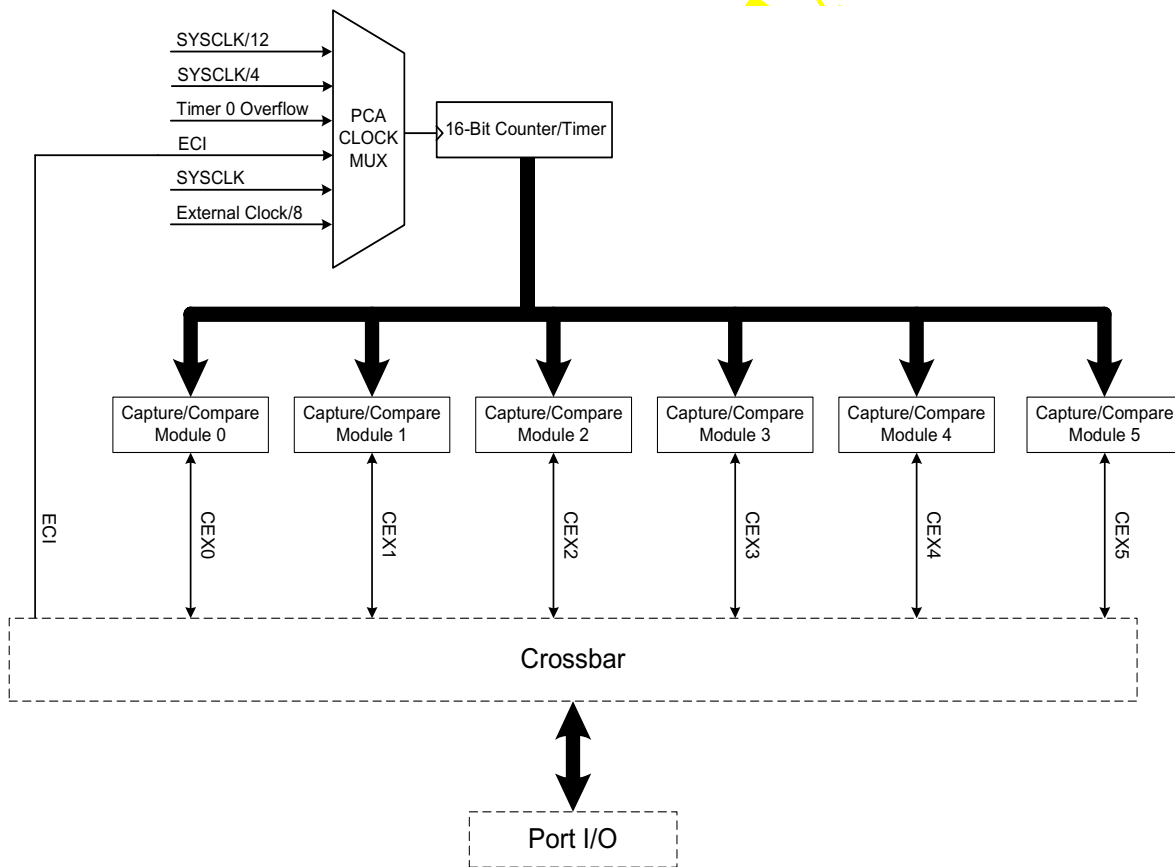 SYSCLK/12
SYSCLK/4
Timer 0 Overflow
ECI
SYSCLK
External Clock/8
PCA
CLOCK
MUX
16-Bit Counter/Timer
Capture/Compare
Module 0
Capture/Compare
Module 1
Capture/Compare
Module 2
Capture/Compare
Module 3
Capture/Compare
Module 4
Capture/Compare
Module 5
ECI
CEX0
CEX1
CEX2
CEX3
CEX4
CEX5
Crossbar
Port I/O